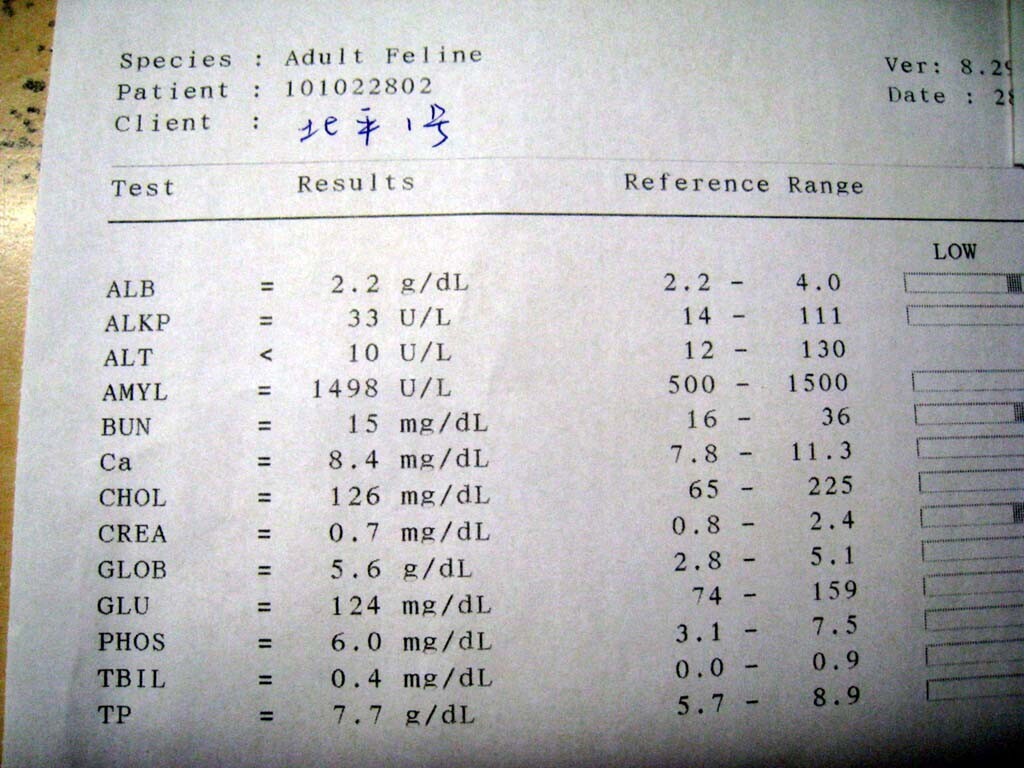 Species : Adult Feline
Patient : 101022802
Client : 北平1号
Ver: 8.29
Date : 28
Test Results Reference Range
LOW
ALB = 2.2 g/dL 2.2 - 4.0
ALKP = 33 U/L 14 - 111
ALT < 10 U/L 12 - 130
AMYL = 1498 U/L 500 - 1500
BUN = 15 mg/dL 16 - 36
Ca = 8.4 mg/dL 7.8 - 11.3
CHOL = 126 mg/dL 65 - 225
CREA = 0.7 mg/dL 0.8 - 2.4
GLOB = 5.6 g/dL 2.8 - 5.1
GLU = 124 mg/dL 74 - 159
PHOS = 6.0 mg/dL 3.1 - 7.5
TBIL = 0.4 mg/dL 0.0 - 0.9
TP = 7.7 g/dL 5.7 - 8.9